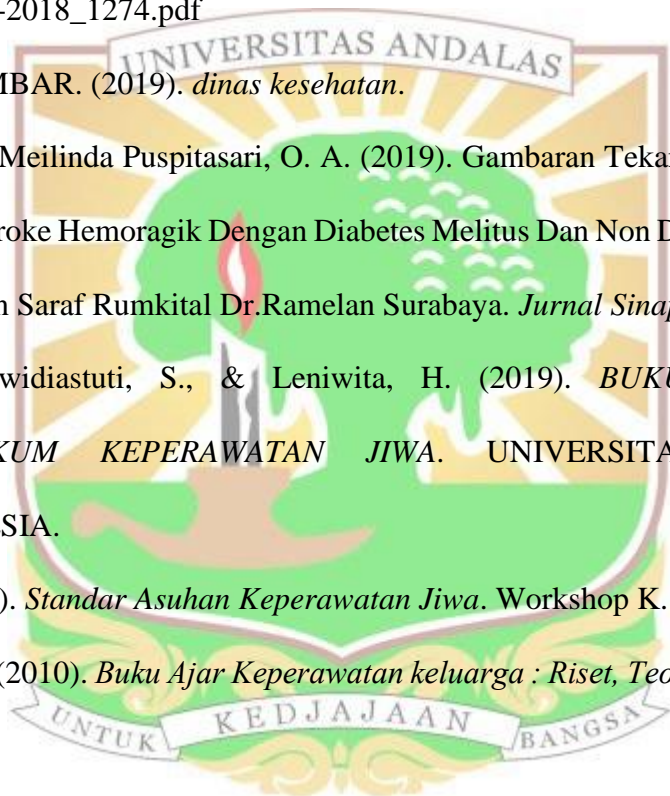 -2018_1274.pdf
UNIVERSITAS ANDALAS
MBAR. (2019). dinas kesehatan.
Meilinda Puspitasari, O. A. (2019). Gambaran Teka
roke Hemoragik Dengan Diabetes Melitus Dan Non D
n Saraf Rumkital Dr.Ramelan Surabaya. Jurnal Sinap
widiastuti, S., & Leniwita, H. (2019). BUKU
KUM KEPERAWATAN JIWA. UNIVERSITA
SIA.
). Standar Asuhan Keperawatan Jiwa. Workshop K.
(2010). Buku Ajar Keperawatan keluarga : Riset, Teo
UNTUK KEDJAJAAN BANGSA